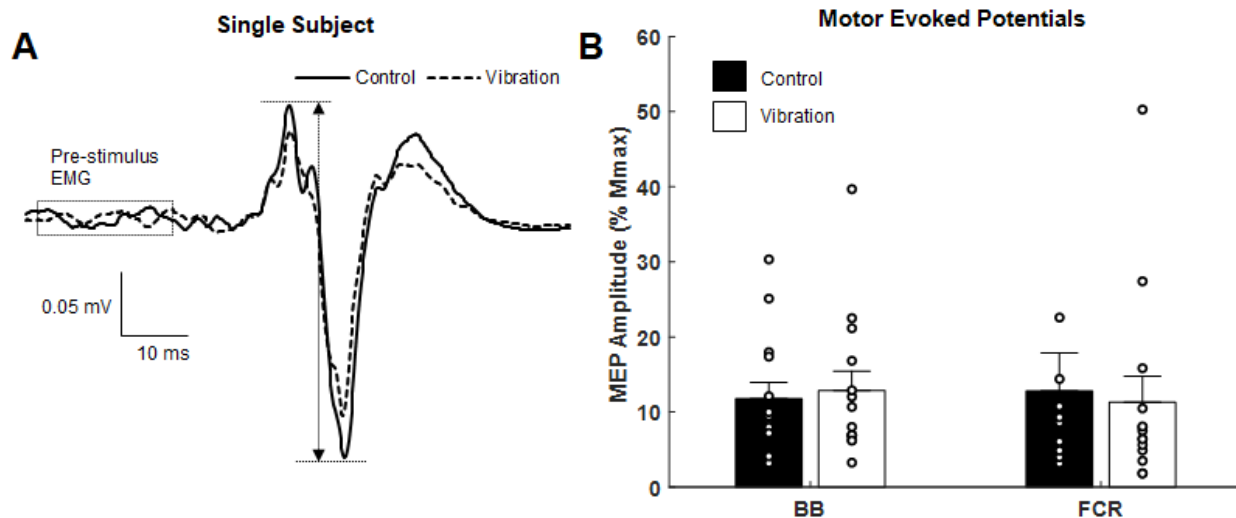 Single Subject
A
Control
Vibration
Pre-stimulus
EMG
0.05 mV
10 ms
Motor Evoked Potentials
B
60
50
40
30
20
10
0
MEP Amplitude (% Mmax)
Control
Vibration
BB
FCR